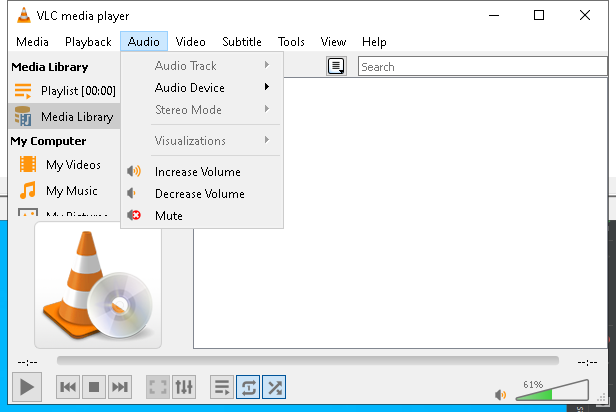 VLC media player
Media Playback Audio Video Subtitle Tools View Help
Media Library
Playlist [00:00]
Media Library
My Computer
My Videos
My Music
My Pictures
Audio Track
Audio Device
Stereo Mode
Visualizations
Increase Volume
Decrease Volume
Mute
Search
--:--
--:--
61%